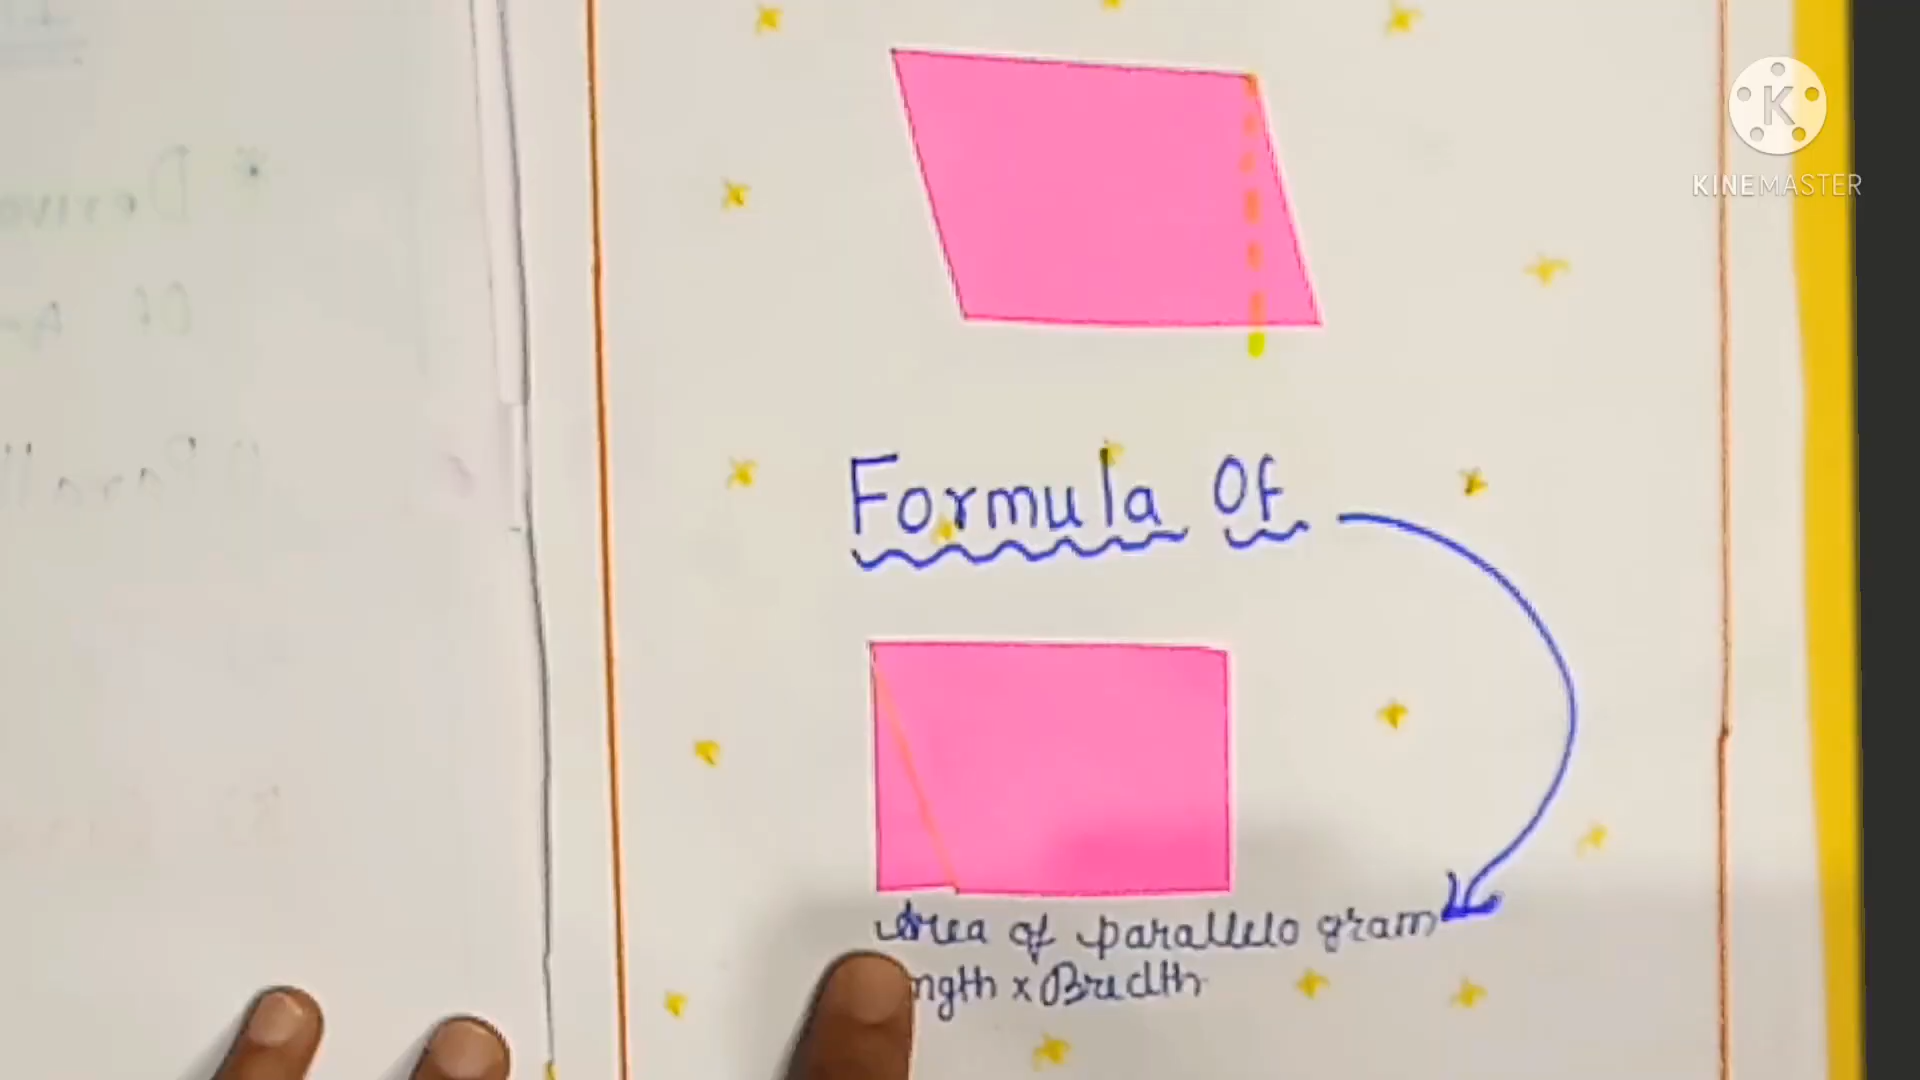 KINEMASTER
Formula Of
Area of parallelo gram
ngth x Bredth